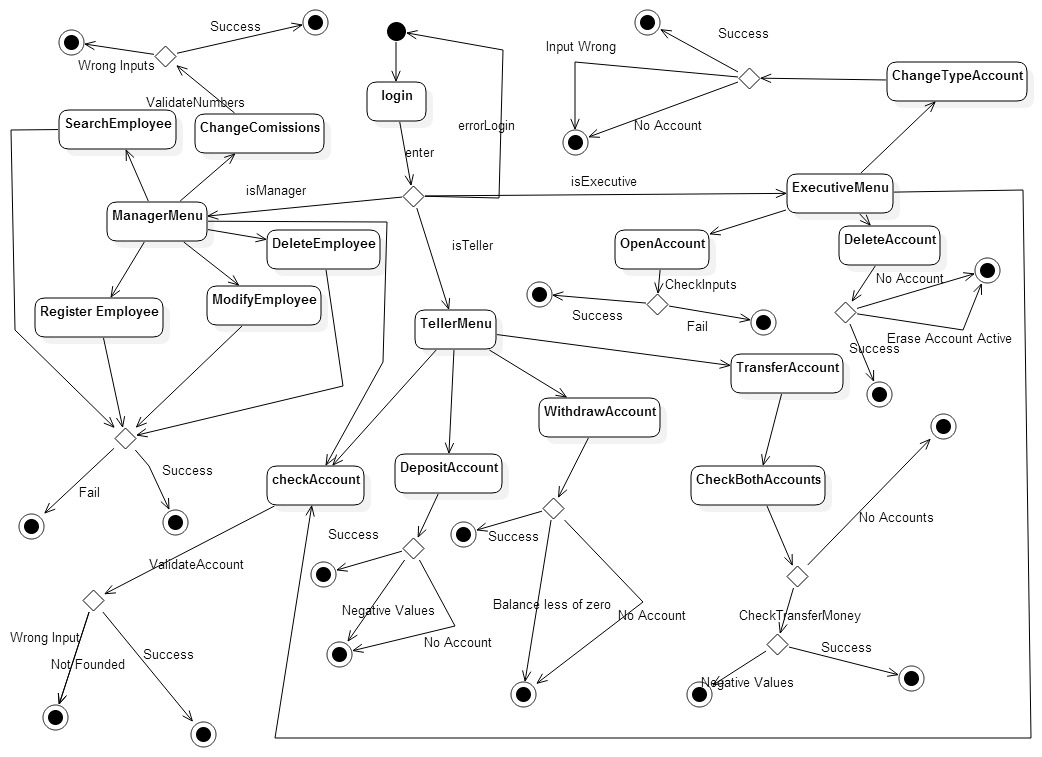 Success
Wrong Inputs
Input Wrong
Success
No Account
ChangeTypeAccount
login
ValidateNumbers
SearchEmployee
ChangeComissions
errorLogin
enter
isManager
isExecutive
ExecutiveMenu
ManagerMenu
DeleteEmployee
isTeller
OpenAccount
DeleteAccount
CheckInputs
No Account
Register Employee
ModifyEmployee
Success
Fail
TellerMenu
Erase Account Active
Success
TransferAccount
WithdrawAccount
DepositAccount
checkAccount
CheckBothAccounts
Success
Fail
No Accounts
Success
Success
ValidateAccount
Negative Values
Balance less of zero
No Account
No Account
CheckTransferMoney
Wrong Input
Not Founded
Success
Success
Negative Values